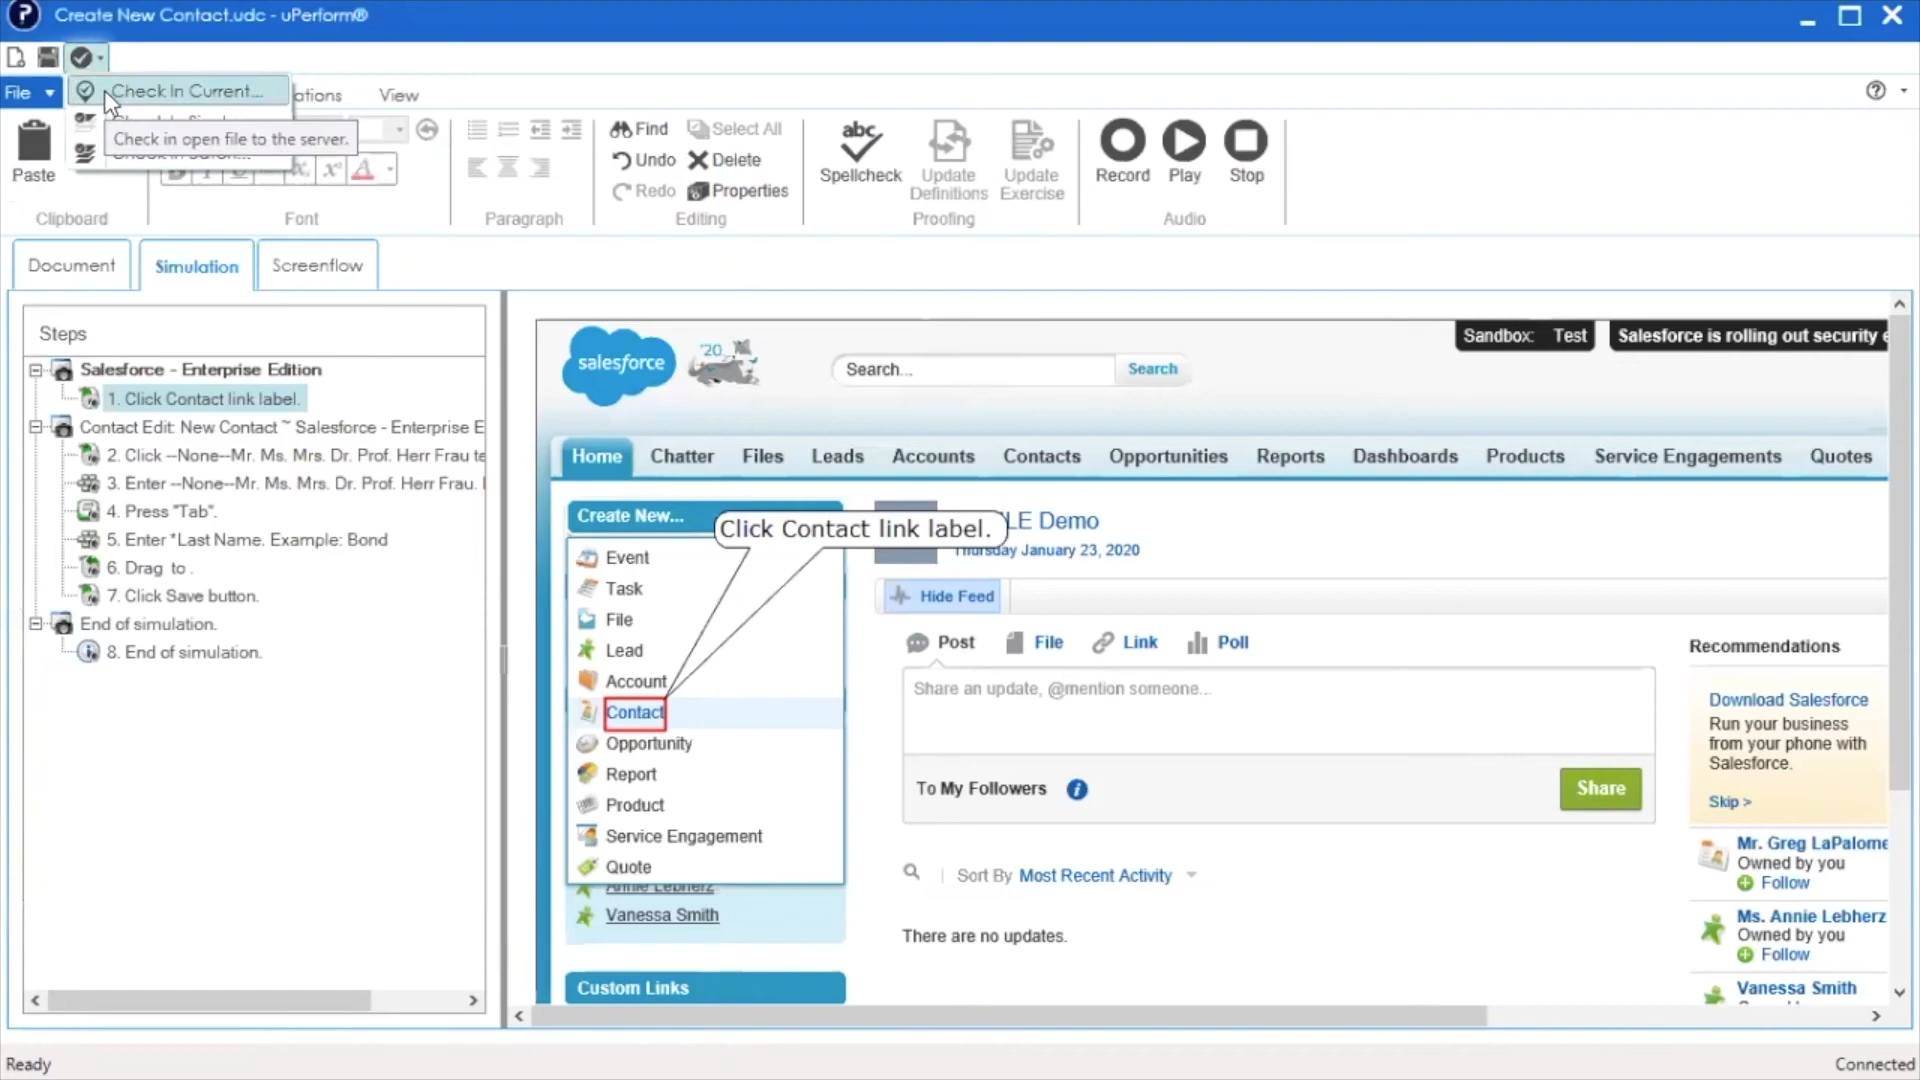 Create New Contact.udc - uPerform®
File
Check In Current...
ations
View
Check in open file to the server.
Paste
Clipboard
Font
Paragraph
Find
Select All
Undo
Delete
Redo
Properties
Editing
Spellcheck
Update
Definitions
Update
Exercise
Proofing
Record
Play
Stop
Audio
Document
Simulation
Screenflow
Steps
Salesforce - Enterprise Edition
1. Click Contact link label.
Contact Edit: New Contact ~ Salesforce - Enterprise E
2. Click --None--Mr. Ms. Mrs. Dr. Prof. Herr Frau te
3. Enter --None--Mr. Ms. Mrs. Dr. Prof. Herr Frau.
4. Press "Tab".
5. Enter *Last Name. Example: Bond
6. Drag to .
7. Click Save button.
End of simulation.
8. End of simulation.
salesforce
'20
Search...
Search
Sandbox: Test
Salesforce is rolling out security e
Home
Chatter
Files
Leads
Accounts
Contacts
Opportunities
Reports
Dashboards
Products
Service Engagements
Quotes
Create New...
Click Contact link label.
LE Demo
Thursday January 23, 2020
Event
Task
File
Lead
Account
Contact
Opportunity
Report
Product
Service Engagement
Quote
Annie Lebherz
Vanessa Smith
Custom Links
Hide Feed
Post
File
Link
Poll
Share an update, @mention someone...
To My Followers
Share
Sort By Most Recent Activity
There are no updates.
Recommendations
Download Salesforce
Run your business
from your phone with
Salesforce.
Skip >
Mr. Greg LaPalome
Owned by you
Follow
Ms. Annie Lebherz
Owned by you
Follow
Vanessa Smith
Ready
Connected